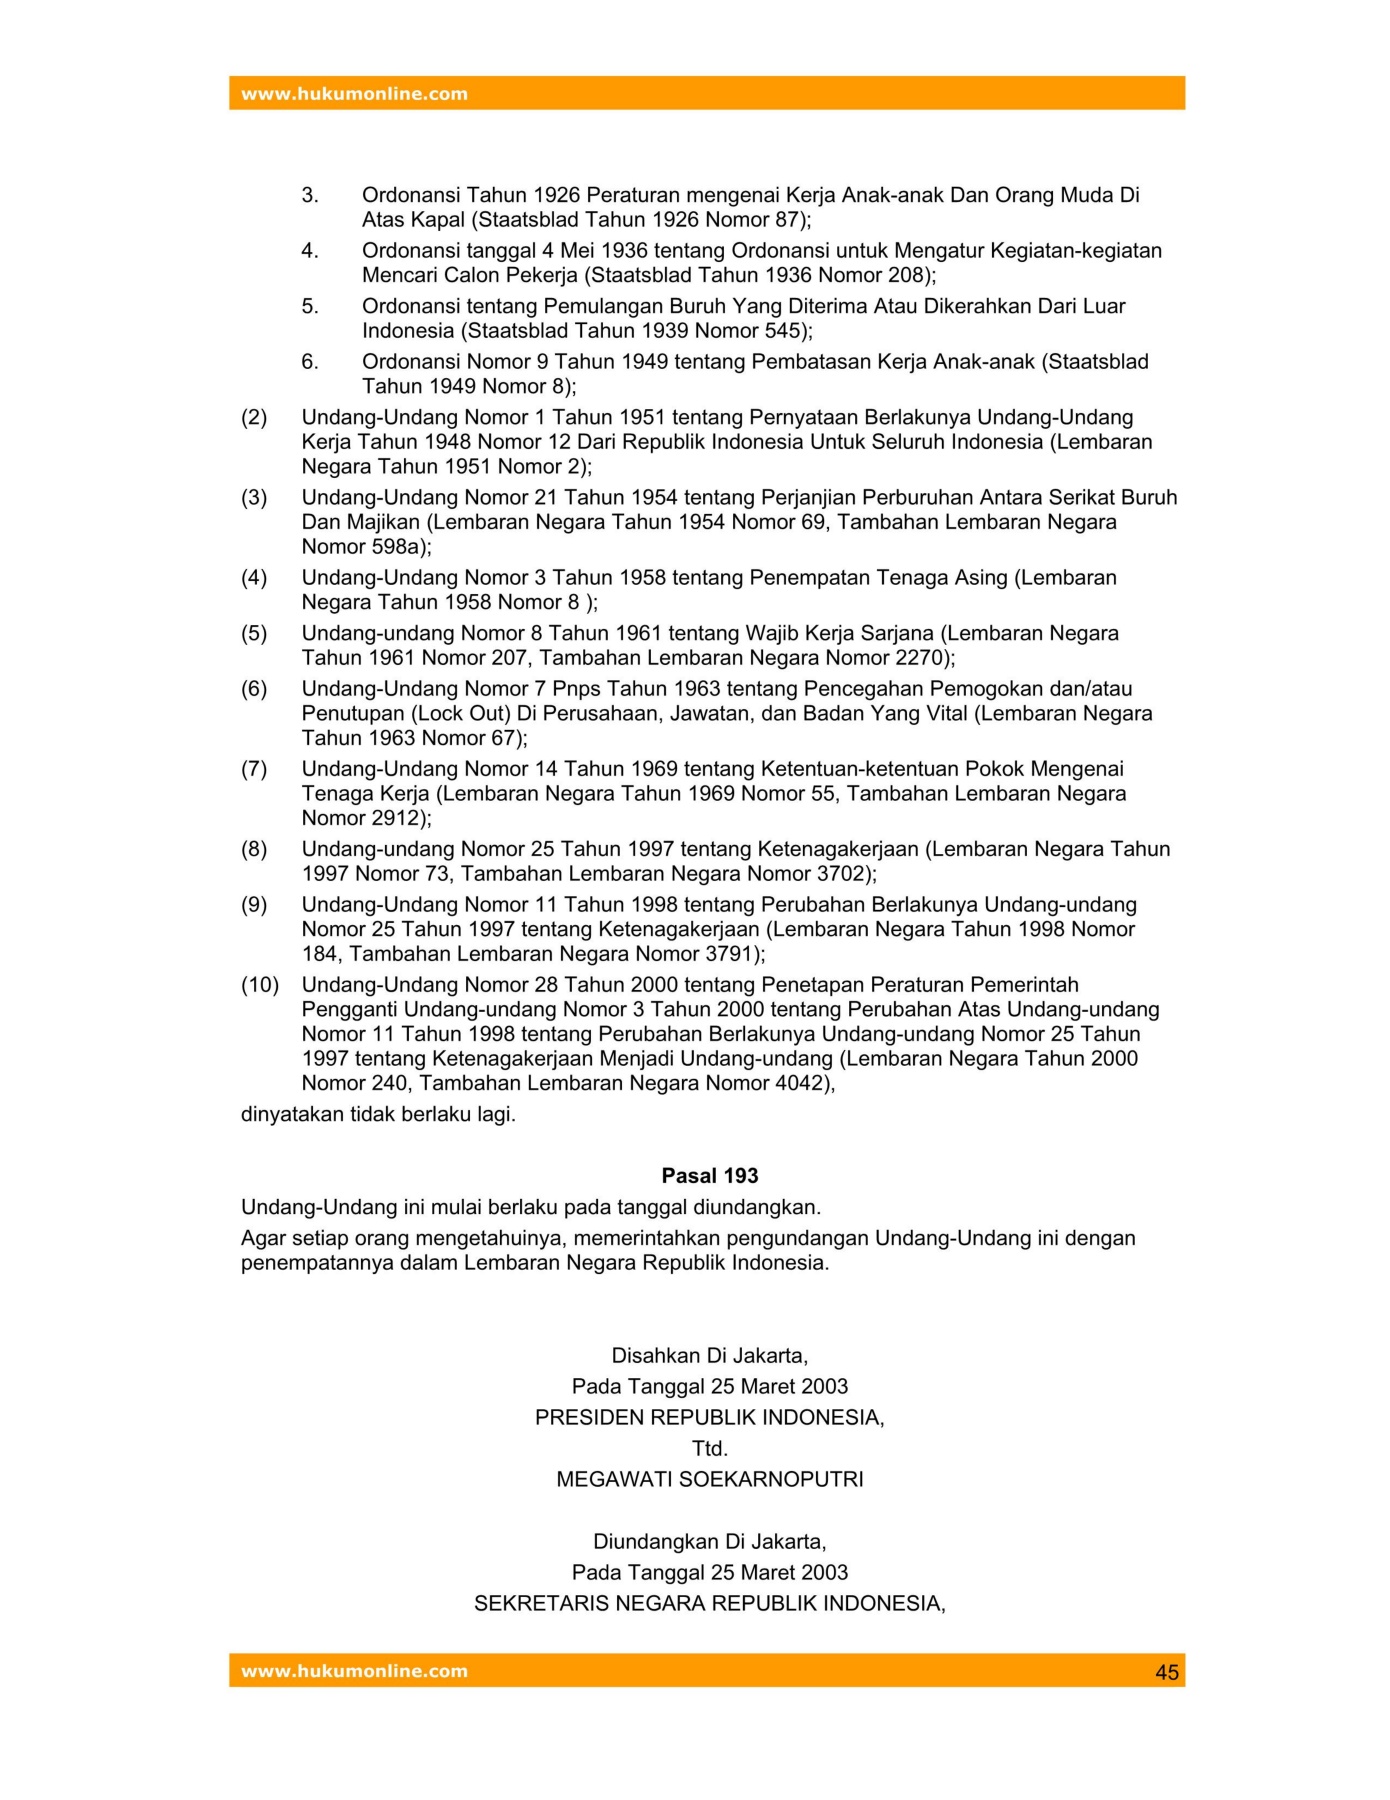 www.hukumonline.com
3. Ordonansi Tahun 1926 Peraturan mengenai Kerja Anak-anak Dan Orang Muda Di
Atas Kapal (Staatsblad Tahun 1926 Nomor 87);
4. Ordonansi tanggal 4 Mei 1936 tentang Ordonansi untuk Mengatur Kegiatan-kegiatan
Mencari Calon Pekerja (Staatsblad Tahun 1936 Nomor 208);
5. Ordonansi tentang Pemulangan Buruh Yang Diterima Atau Dikerahkan Dari Luar
Indonesia (Staatsblad Tahun 1939 Nomor 545);
6. Ordonansi Nomor 9 Tahun 1949 tentang Pembatasan Kerja Anak-anak (Staatsblad
Tahun 1949 Nomor 8);
(2) Undang-Undang Nomor 1 Tahun 1951 tentang Pernyataan Berlakunya Undang-Undang
Kerja Tahun 1948 Nomor 12 Dari Republik Indonesia Untuk Seluruh Indonesia (Lembaran
Negara Tahun 1951 Nomor 2);
(3) Undang-Undang Nomor 21 Tahun 1954 tentang Perjanjian Perburuhan Antara Serikat Buruh
Dan Majikan (Lembaran Negara Tahun 1954 Nomor 69, Tambahan Lembaran Negara
Nomor 598a);
(4) Undang-Undang Nomor 3 Tahun 1958 tentang Penempatan Tenaga Asing (Lembaran
Negara Tahun 1958 Nomor 8 );
(5) Undang-undang Nomor 8 Tahun 1961 tentang Wajib Kerja Sarjana (Lembaran Negara
Tahun 1961 Nomor 207, Tambahan Lembaran Negara Nomor 2270);
(6) Undang-Undang Nomor 7 Pnps Tahun 1963 tentang Pencegahan Pemogokan dan/atau
Penutupan (Lock Out) Di Perusahaan, Jawatan, dan Badan Yang Vital (Lembaran Negara
Tahun 1963 Nomor 67);
(7) Undang-Undang Nomor 14 Tahun 1969 tentang Ketentuan-ketentuan Pokok Mengenai
Tenaga Kerja (Lembaran Negara Tahun 1969 Nomor 55, Tambahan Lembaran Negara
Nomor 2912);
(8) Undang-undang Nomor 25 Tahun 1997 tentang Ketenagakerjaan (Lembaran Negara Tahun
1997 Nomor 73, Tambahan Lembaran Negara Nomor 3702);
(9) Undang-Undang Nomor 11 Tahun 1998 tentang Perubahan Berlakunya Undang-undang
Nomor 25 Tahun 1997 tentang Ketenagakerjaan (Lembaran Negara Tahun 1998 Nomor
184, Tambahan Lembaran Negara Nomor 3791);
(10) Undang-Undang Nomor 28 Tahun 2000 tentang Penetapan Peraturan Pemerintah
Pengganti Undang-undang Nomor 3 Tahun 2000 tentang Perubahan Atas Undang-undang
Nomor 11 Tahun 1998 tentang Perubahan Berlakunya Undang-undang Nomor 25 Tahun
1997 tentang Ketenagakerjaan Menjadi Undang-undang (Lembaran Negara Tahun 2000
Nomor 240, Tambahan Lembaran Negara Nomor 4042),
dinyatakan tidak berlaku lagi.
Pasal 193
Undang-Undang ini mulai berlaku pada tanggal diundangkan.
Agar setiap orang mengetahuinya, memerintahkan pengundangan Undang-Undang ini dengan
penempatannya dalam Lembaran Negara Republik Indonesia.
Disahkan Di Jakarta,
Pada Tanggal 25 Maret 2003
PRESIDEN REPUBLIK INDONESIA,
Ttd.
MEGAWATI SOEKARNOPUTRI
Diundangkan Di Jakarta,
Pada Tanggal 25 Maret 2003
SEKRETARIS NEGARA REPUBLIK INDONESIA,
www.hukumonline.com 45